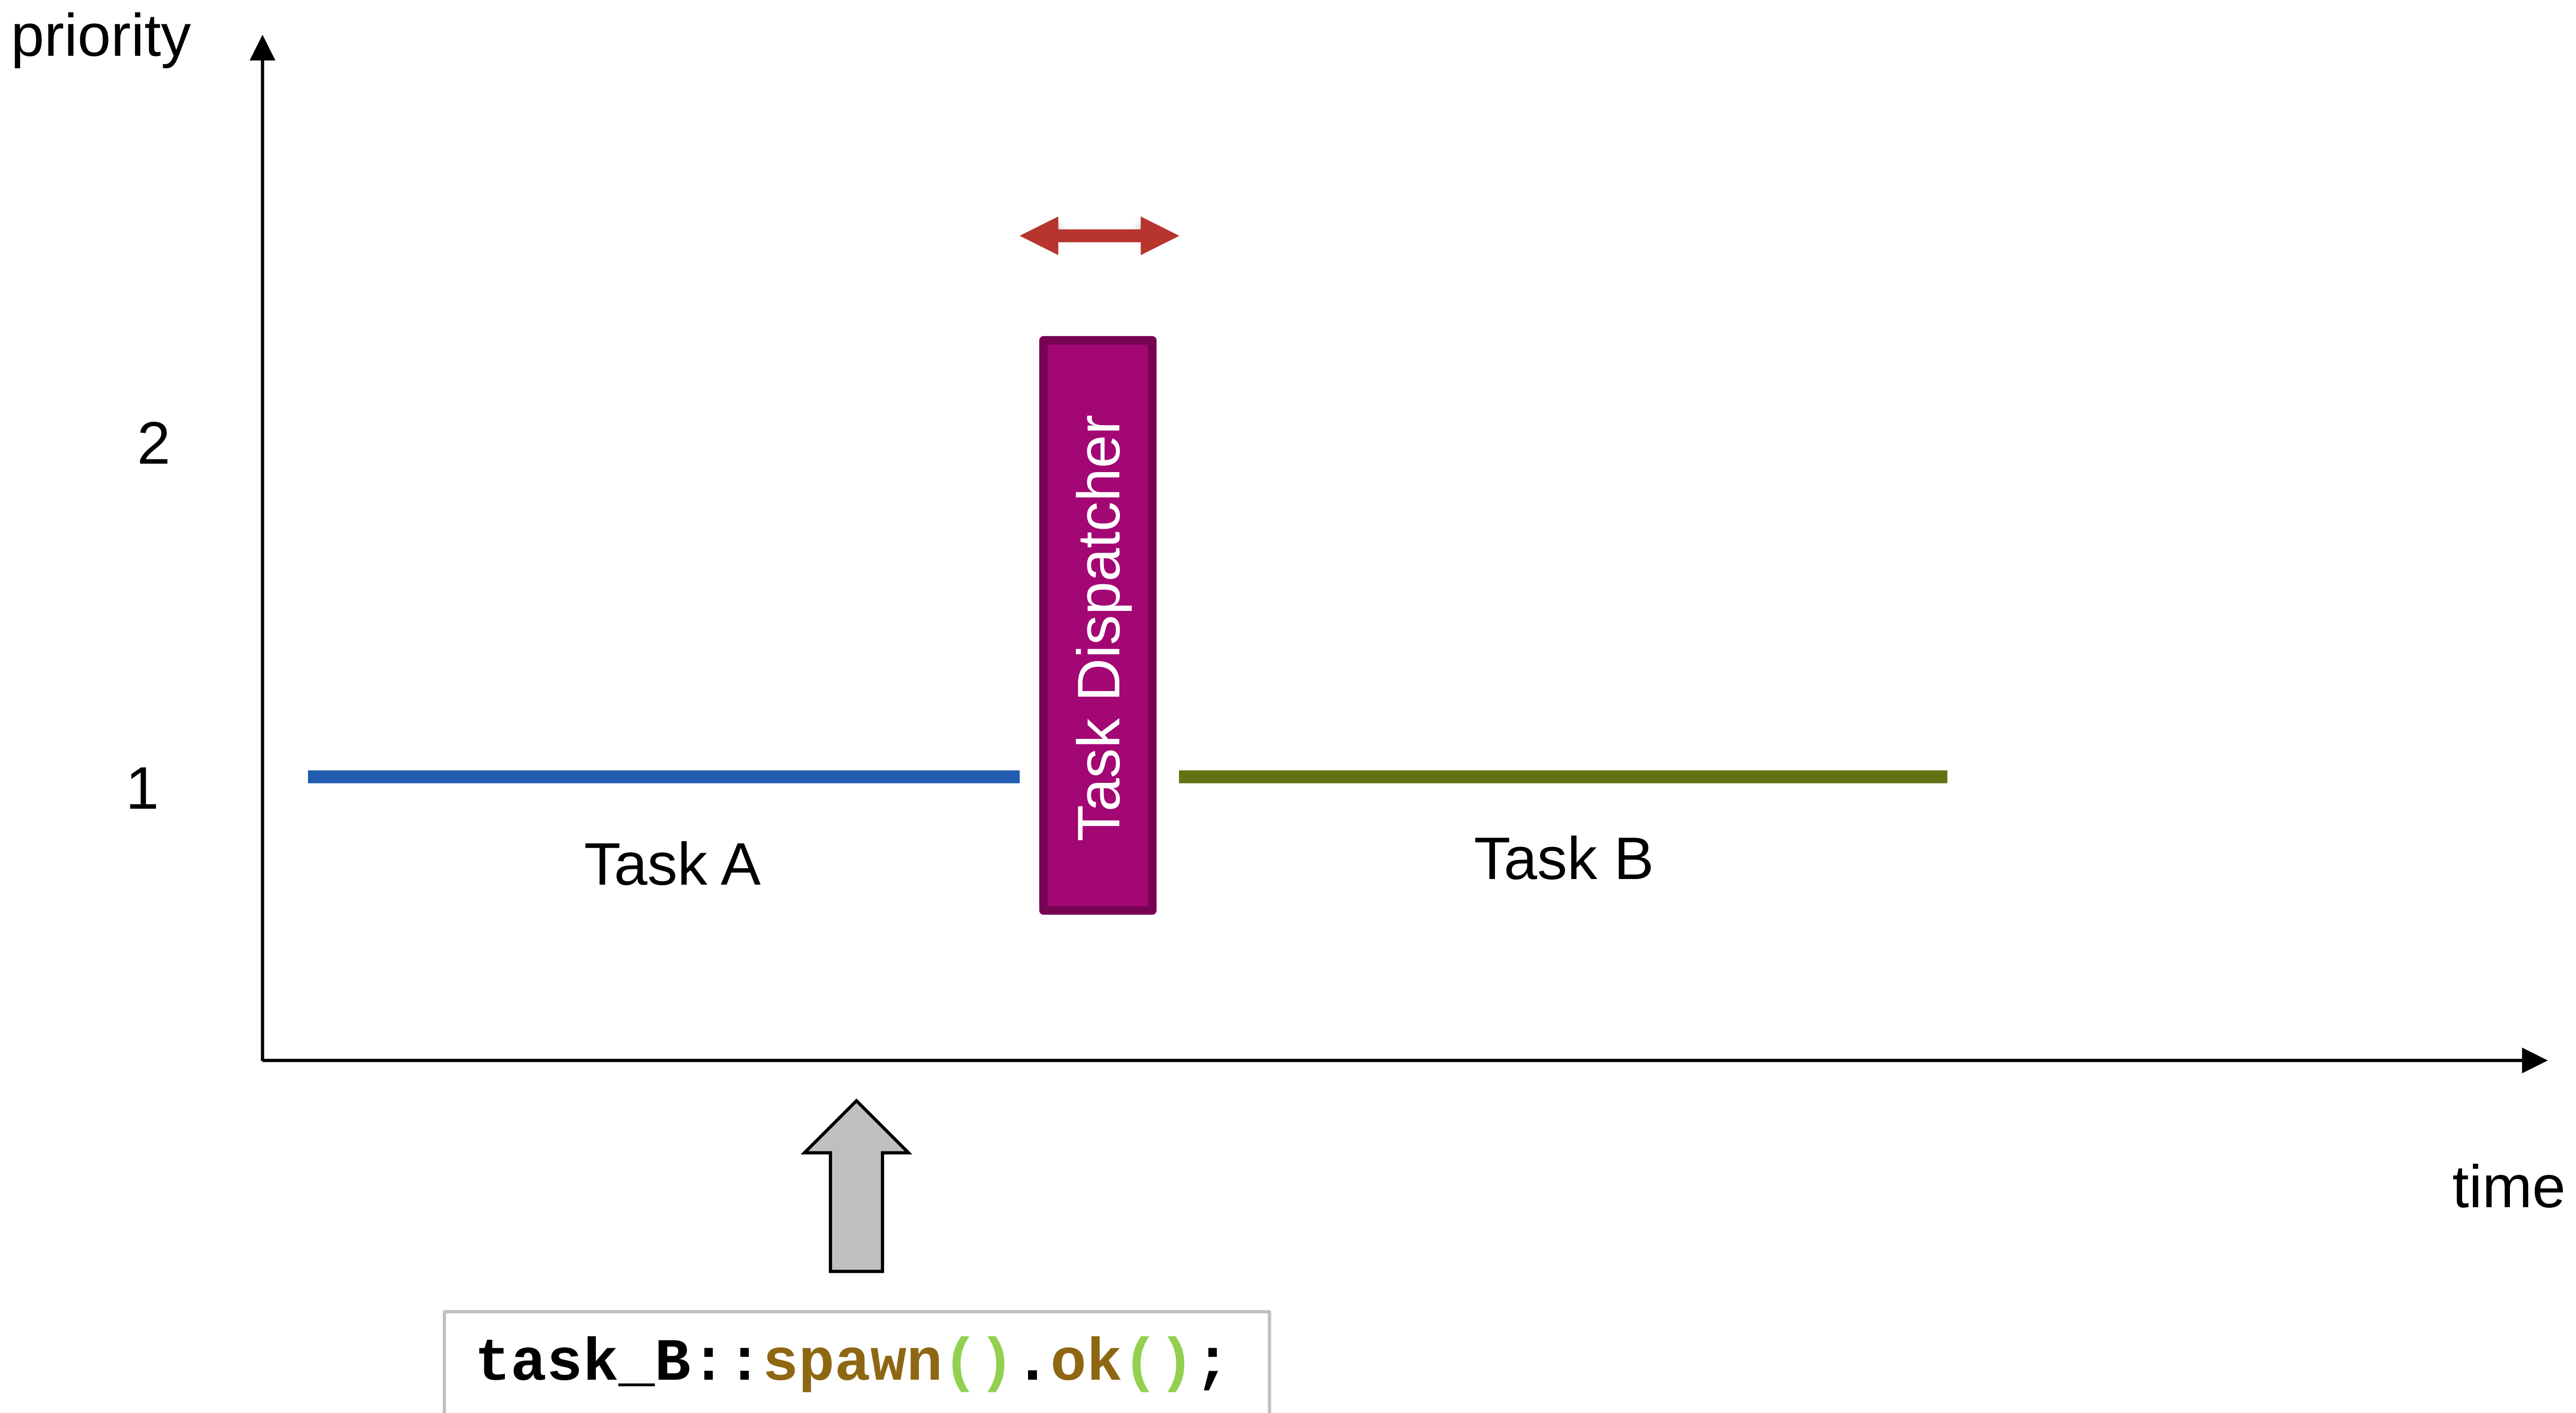 priority
2
Task Dispatcher
1
Task A
Task B
time
task_B::spawn().ok();